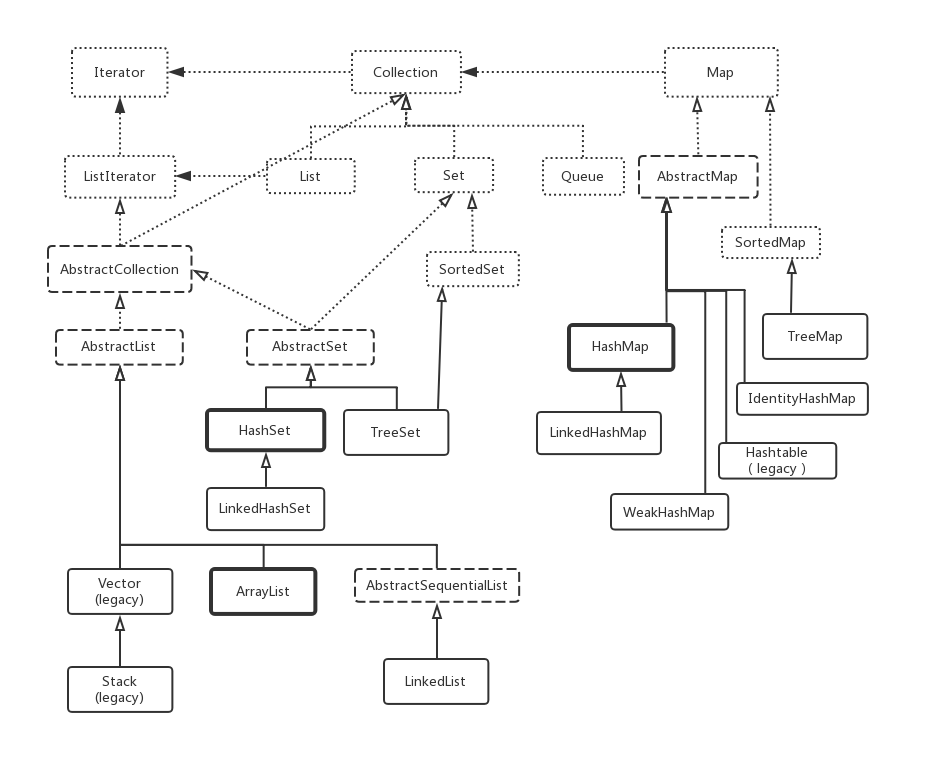 Iterator
Collection
Map
ListIterator
List
Set
Queue
AbstractMap
SortedMap
AbstractCollection
SortedSet
AbstractList
AbstractSet
HashMap
TreeMap
IdentityHashMap
HashSet
TreeSet
LinkedHashMap
Hashtable
( legacy )
LinkedHashSet
WeakHashMap
Vector
(legacy)
ArrayList
AbstractSequentialList
Stack
(legacy)
LinkedList